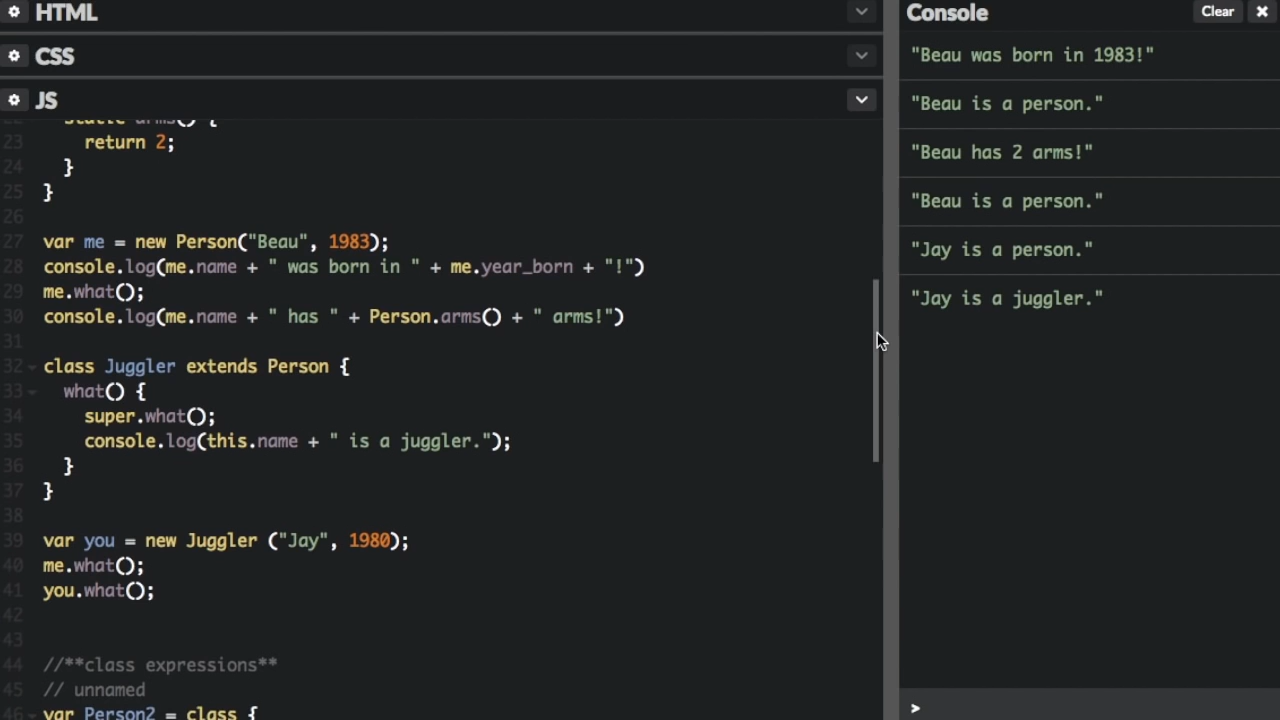 HTML
CSS
JS
22 static arms() {
23 return 2;
24 }
25 }
26
27 var me = new Person("Beau", 1983);
28 console.log(me.name + " was born in " + me.year_born + "!")
29 me.what();
30 console.log(me.name + " has " + Person.arms() + " arms!")
31
32 class Juggler extends Person {
33 what() {
34 super.what();
35 console.log(this.name + " is a juggler.");
36 }
37 }
38
39 var you = new Juggler ("Jay", 1980);
40 me.what();
41 you.what();
42
43
44 //**class expressions**
45 // unnamed
46 var Person2 = class {
Console
Clear
"Beau was born in 1983!"
"Beau is a person."
"Beau has 2 arms!"
"Beau is a person."
"Jay is a person."
"Jay is a juggler."
>